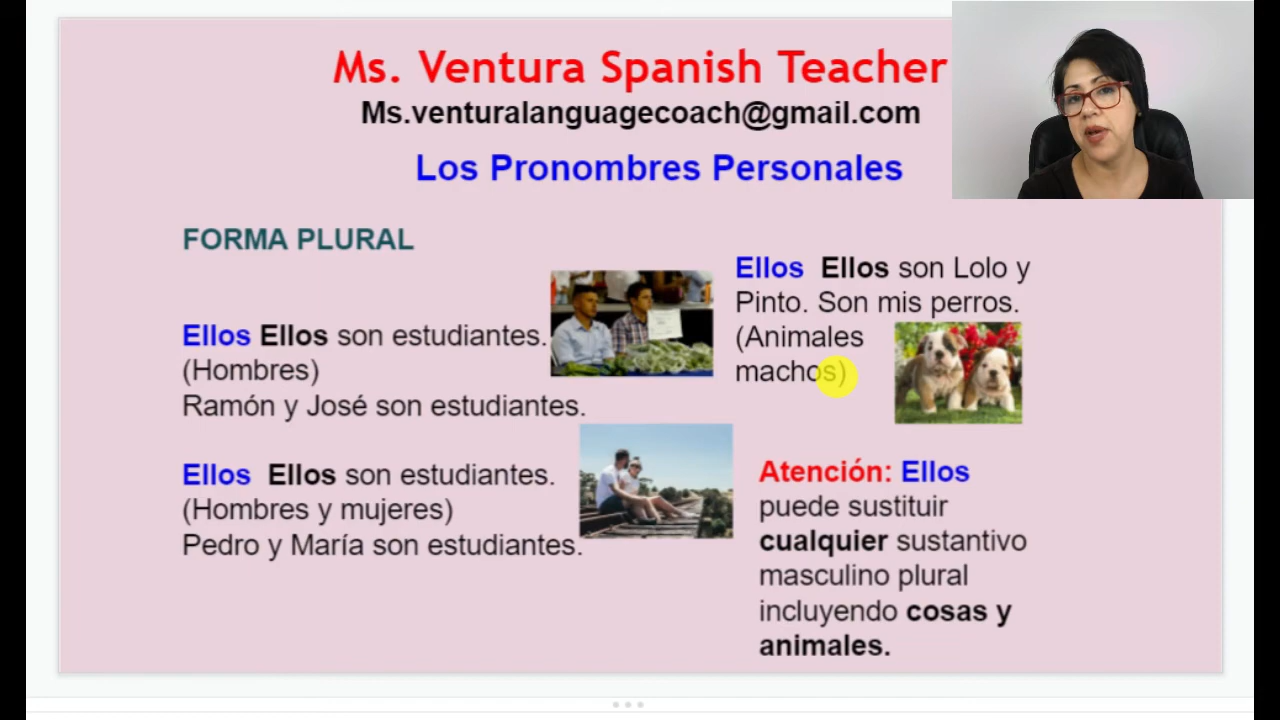 Ms. Ventura Spanish Teacher
Ms.venturalanguagecoach@gmail.com
Los Pronombres Personales
FORMA PLURAL
Ellos Ellos son estudiantes.
(Hombres)
Ramón y José son estudiantes.
Ellos Ellos son estudiantes.
(Hombres y mujeres)
Pedro y María son estudiantes.
Ellos Ellos son Lolo y
Pinto. Son mis perros.
(Animales
machos)
Atención: Ellos
puede sustituir
cualquier sustantivo
masculino plural
incluyendo cosas y
animales.